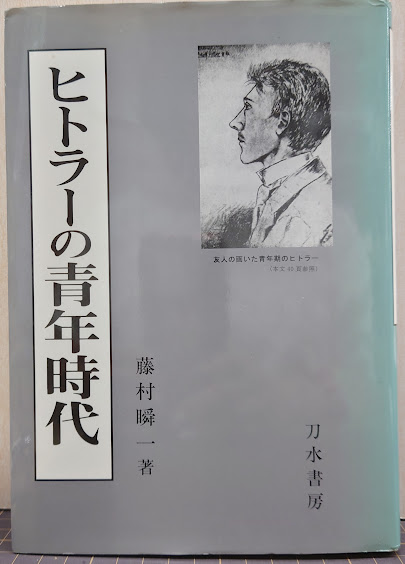 ヒトラーの青年時代
友人の描いた青年期のヒトラー
藤村瞬一著
刀水書房